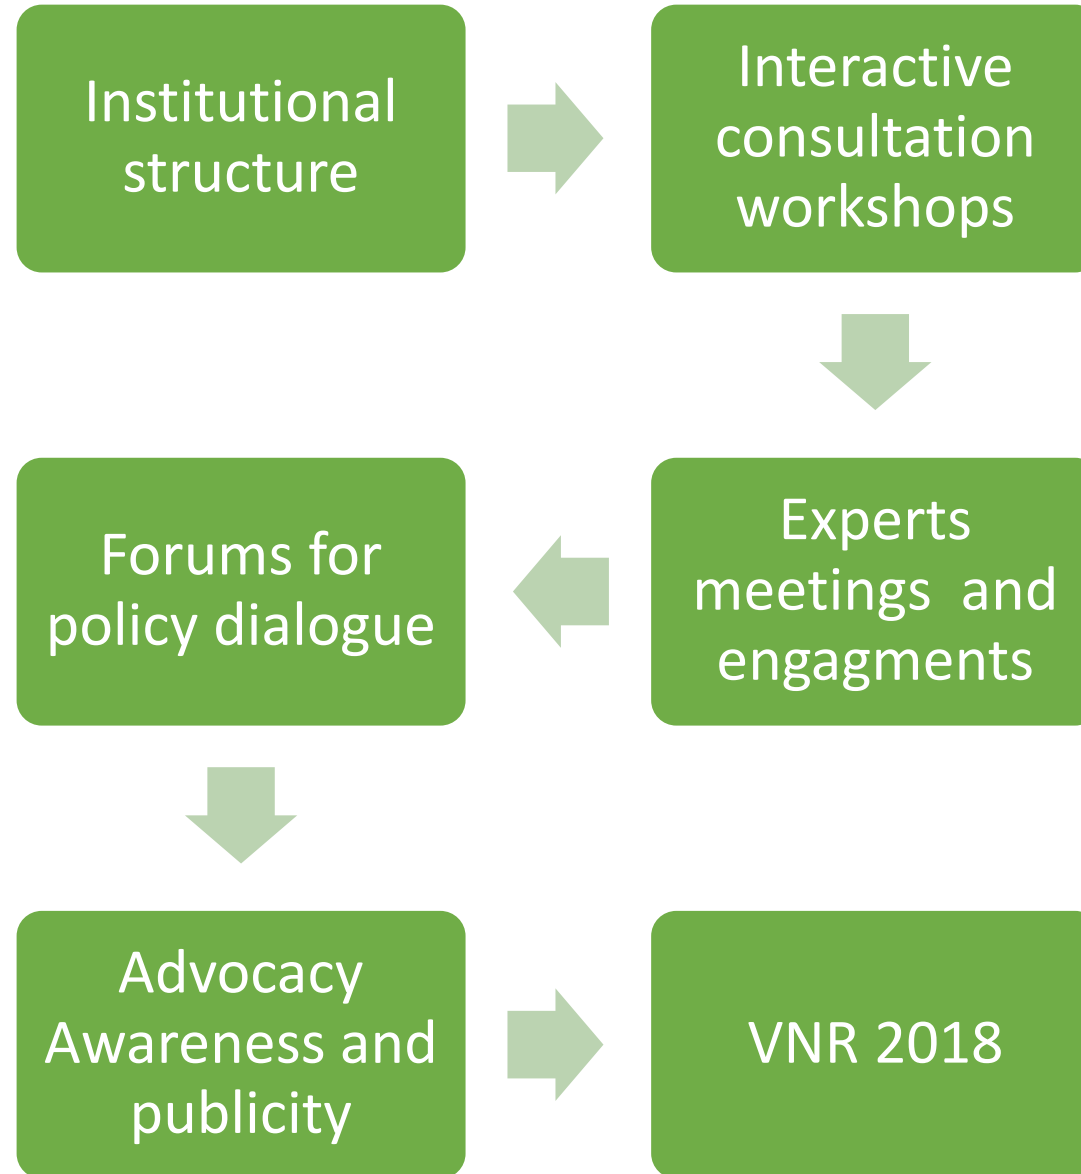 Institutional
structure
Interactive
consultation
workshops
Experts
meetings  and
engagments
Forums for
policy dialogue
Advocacy
Awareness and
publicity
VNR 2018